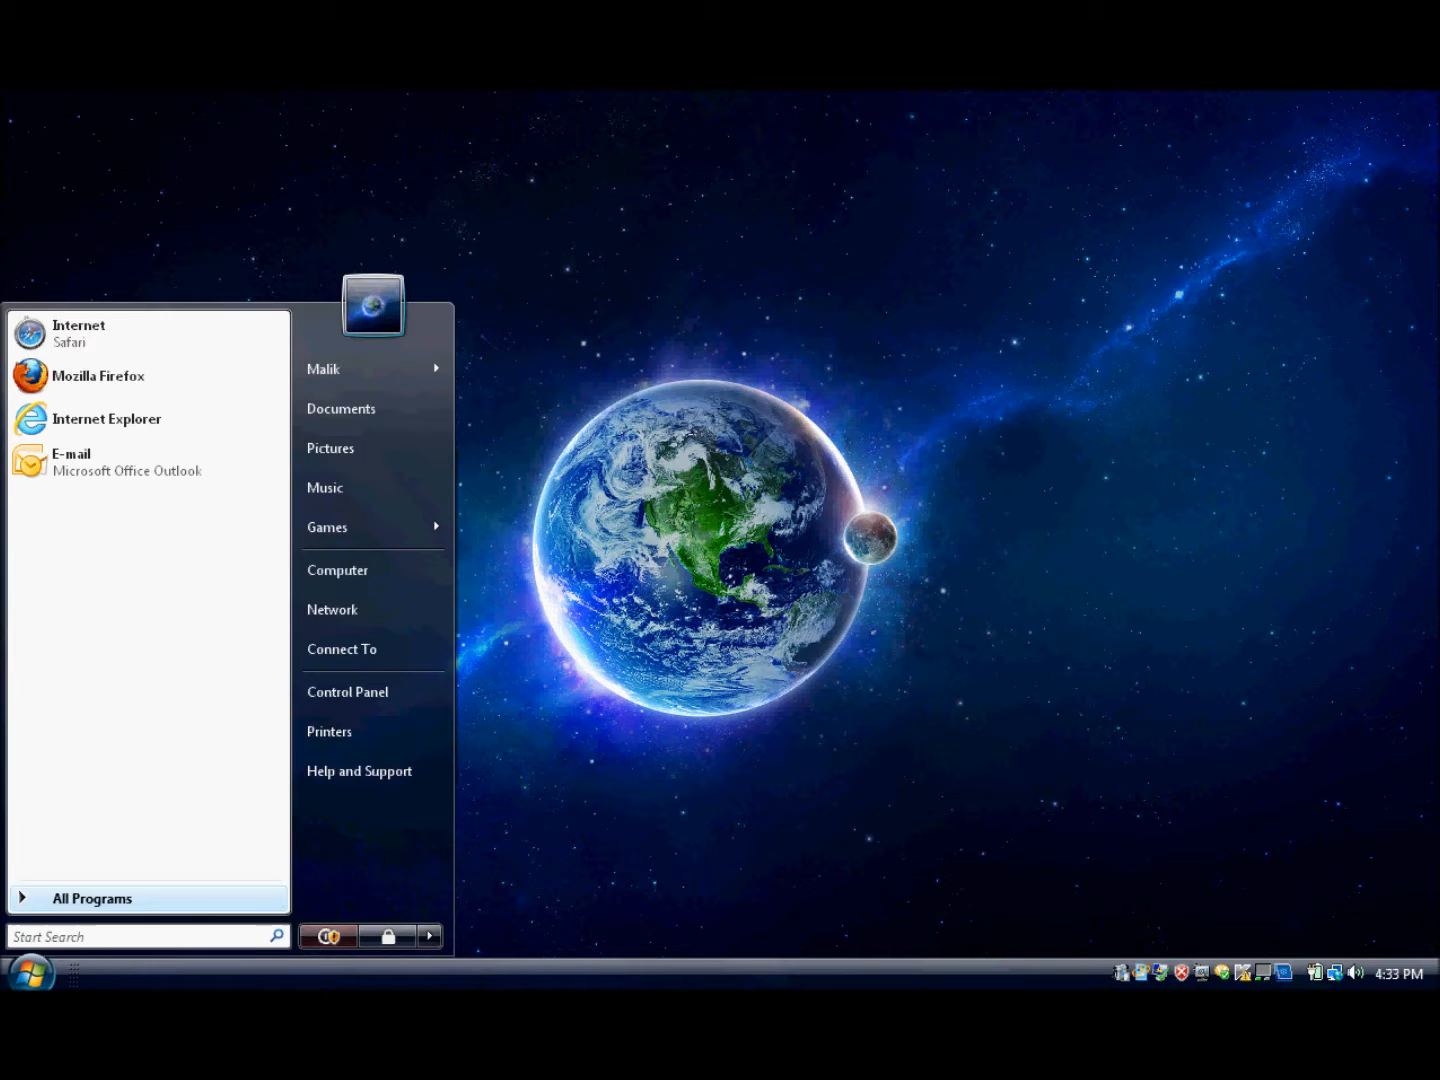 Internet
Safari
Mozilla Firefox
Internet Explorer
E-mail
Microsoft Office Outlook
All Programs
Start Search
Malik
Documents
Pictures
Music
Games
Computer
Network
Connect To
Control Panel
Printers
Help and Support
4:33 PM